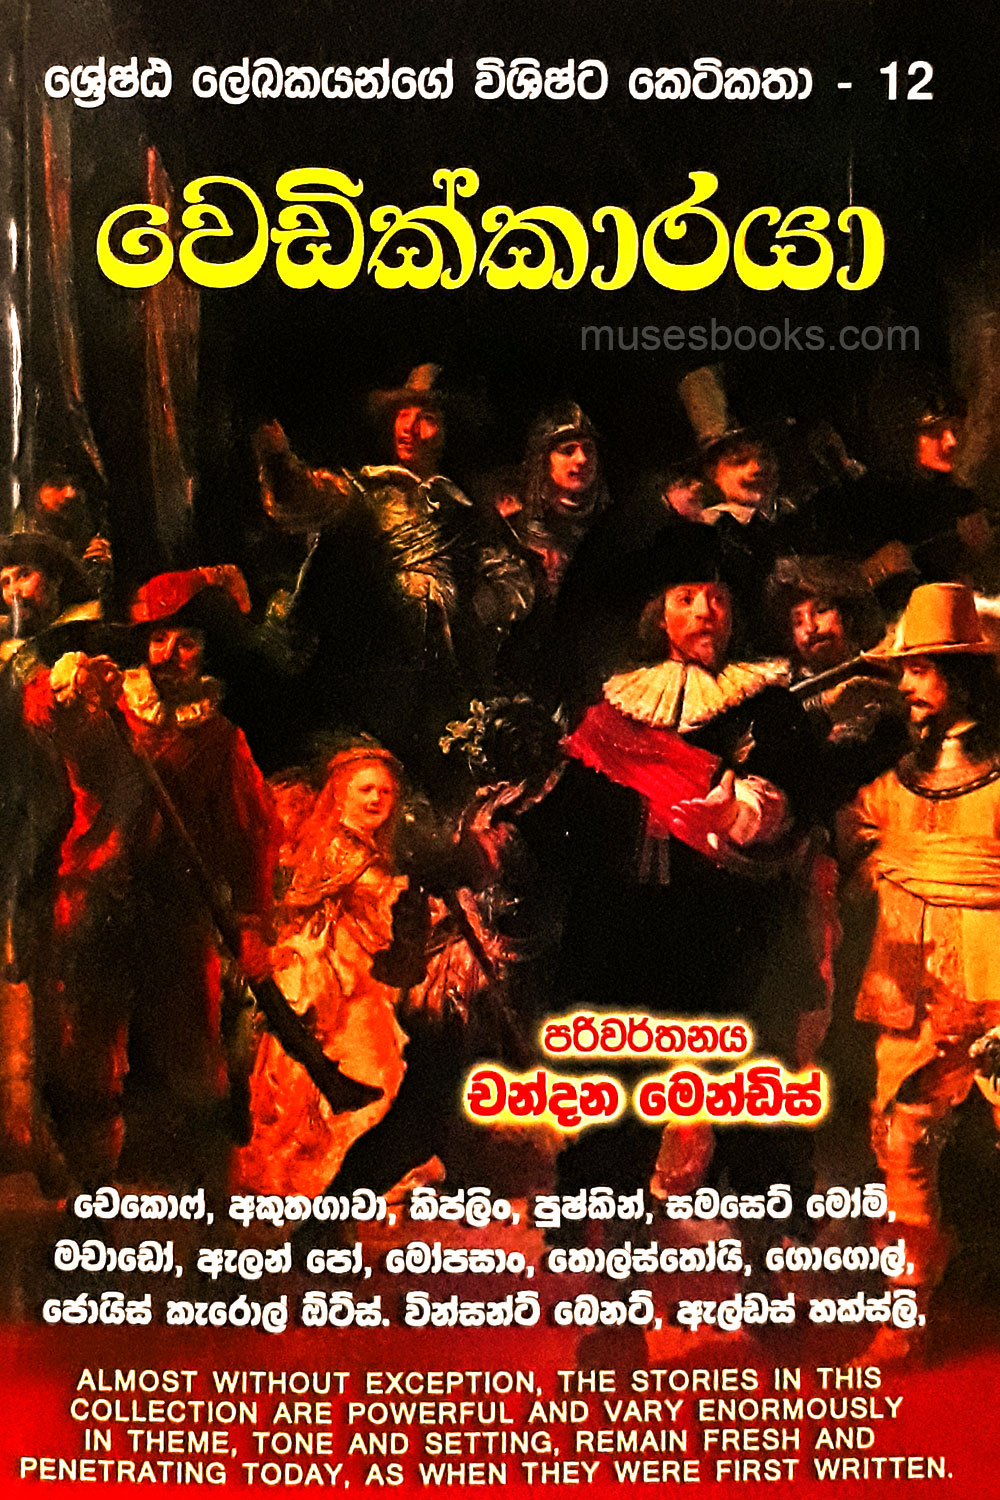 ශ්‍රේෂ්ඨ ලේඛකයන්ගේ විශිෂ්ට කෙටිකතා - 12
වෙඩික්කාරයා
musesbooks.com
පරිවර්තනය
චන්දන මෙන්ඩිස්
චෙකොෆ්, අකුතගාවා, කිප්ලිං, පුෂ්කින්, සමසෙට් මෝම්,
මචාඩෝ, ඇලන් පෝ, මෝපසාං, තොල්ස්තෝයි, ගොගොල්,
ජොයිස් කැරොල් ඕට්ස්. වින්සන්ට් බෙනට්, ඇල්ඩස් හක්ස්ලි,
ALMOST WITHOUT EXCEPTION, THE STORIES IN THIS
COLLECTION ARE POWERFUL AND VARY ENORMOUSLY
IN THEME, TONE AND SETTING, REMAIN FRESH AND
PENETRATING TODAY, AS WHEN THEY WERE FIRST WRITTEN.